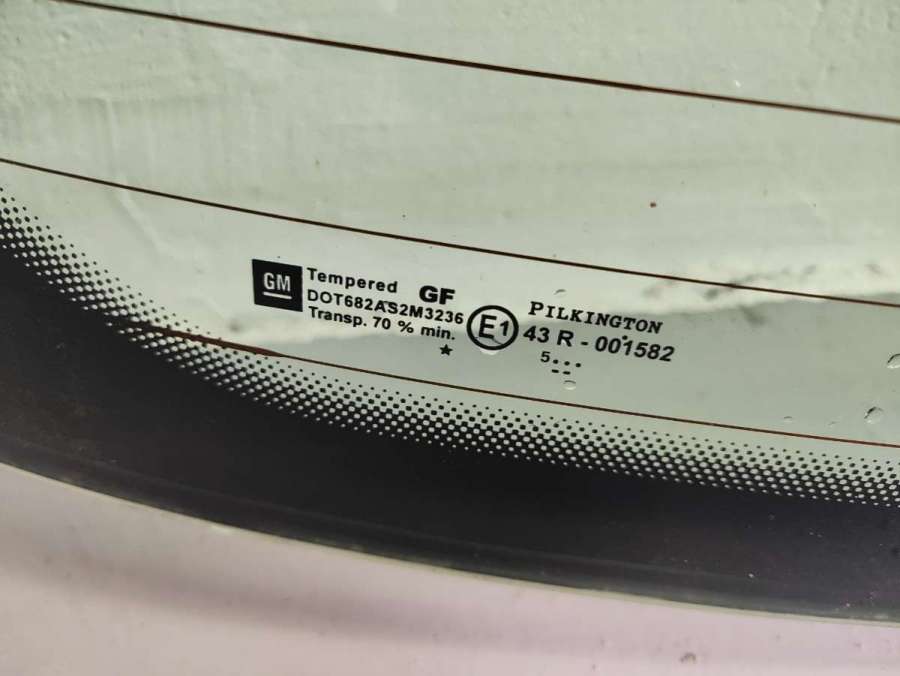 GM
Tempered GF
DOT682AS2M3236
Transp. 70 % min.
E1
PILKINGTON
43 R - 001582
5...
--